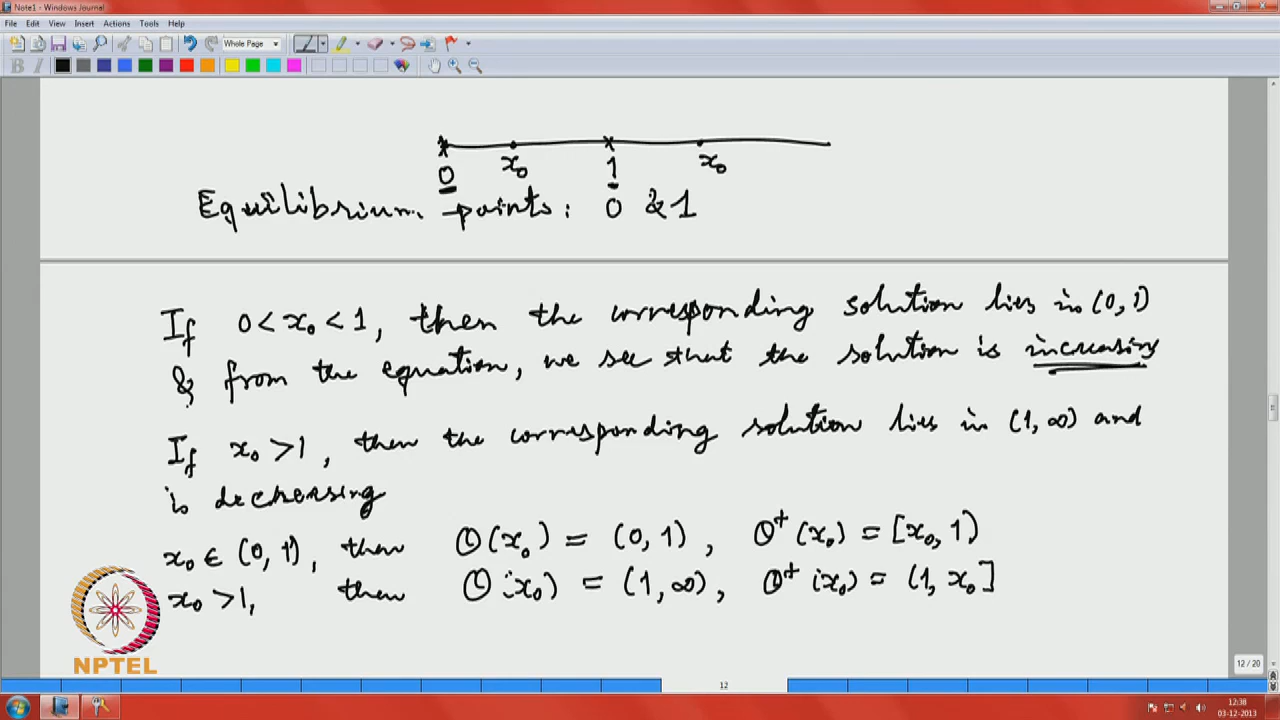 Note1 - Windows Journal
File Edit View Insert Actions Tools Help
Whole Page
B I
0 x₀ 1 x₀
Equilibrium points: 0 & 1
If 0 < x₀ < 1, then the corresponding solution lies in (0, 1)
& from the equation, we see that the solution is increasing
If x₀ > 1, then the corresponding solution lies in (1, ∞) and
is decreasing
x₀ ∈ (0, 1), then O(x₀) = (0, 1), O⁺(x₀) = [x₀, 1)
x₀ > 1, then O(x₀) = (1, ∞), O⁺(x₀) = (1, x₀]
NPTEL
12 / 20
12
12:38
03-12-2013